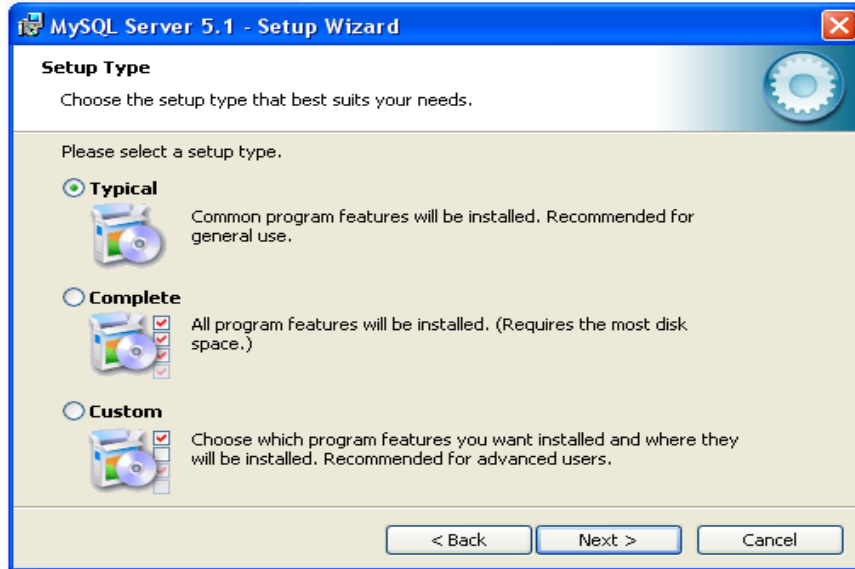 MySQL Server 5.1 - Setup Wizard
Setup Type
Choose the setup type that best suits your needs.
Please select a setup type.
Typical
Common program features will be installed. Recommended for
general use.
Complete
All program features will be installed. (Requires the most disk
space.)
Custom
Choose which program features you want installed and where they
will be installed. Recommended for advanced users.
< Back
Next >
Cancel